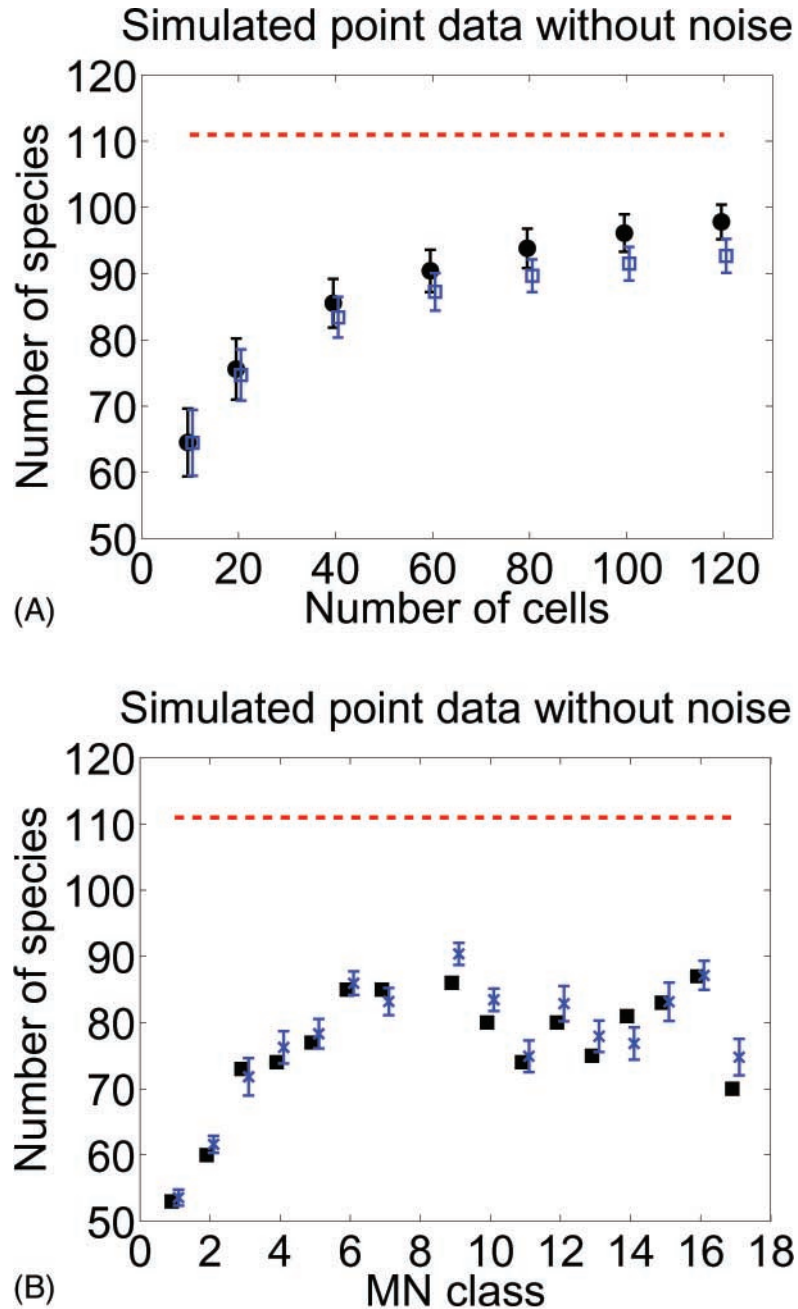 Simulated point data without noise
120
110
100
90
80
70
60
50
Number of species
0 20 40 60 80 100 120
Number of cells
(A)
Simulated point data without noise
120
110
100
90
80
70
60
50
Number of species
0 2 4 6 8 10 12 14 16 18
MN class
(B)